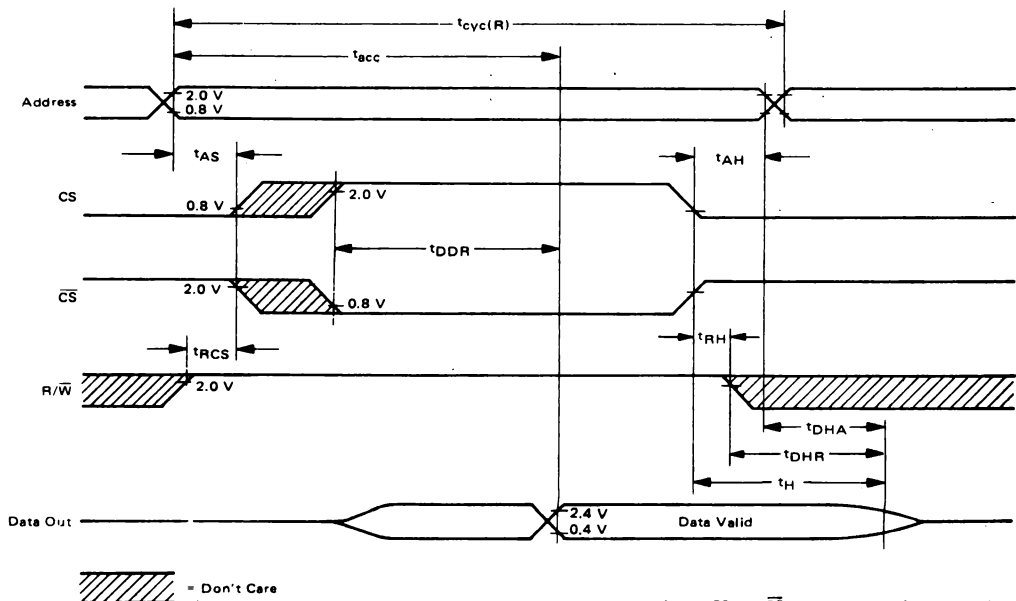 tcyc(R)
tacc
Address
2.0 V
0.8 V
tAS
tAH
CS
2.0 V
0.8 V
tDDR
CS
2.0 V
0.8 V
tRCS
tRH
R/W
2.0 V
tDHA
tDHR
tH
Data Out
2.4 V
0.4 V
Data Valid
= Don't Care